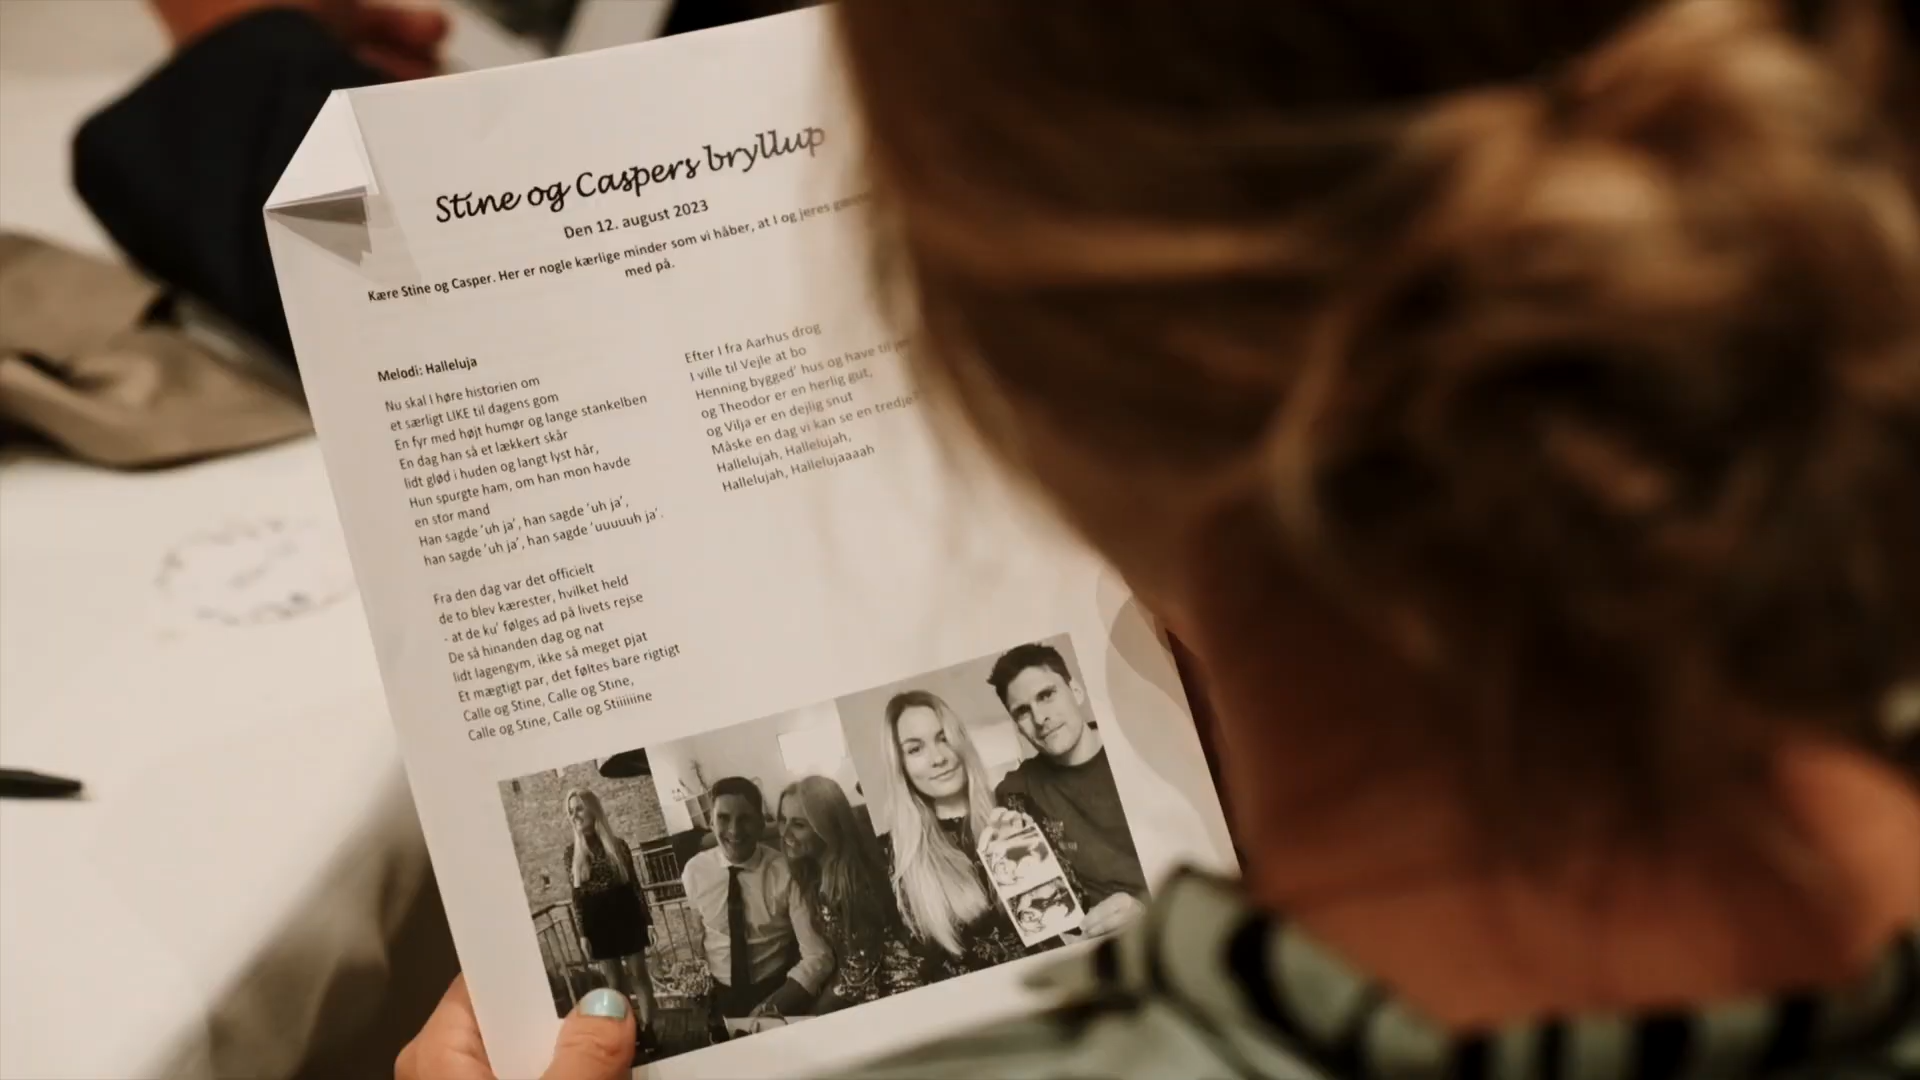 Stine og Caspers bryllup
Den 12. august 2023
Kære Stine og Casper. Her er nogle kærlige minder som vi håber, at I og jeres
med på.
Melodi: Halleluja
Nu skal I høre historien om
et særligt LIKE til dagens gom
En fyr med højt humør og lange stankelben
En dag han så et lækkert skår
lidt glød i huden og langt lyst hår,
Hun spurgte ham, om han mon havde
en stor mand
Han sagde 'uh ja', han sagde 'uh ja',
han sagde 'uh ja', han sagde 'uuuuuh ja'.
Fra den dag var det officielt
de to blev kærester, hvilket held
- at de ku' følges ad på livets rejse
De så hinanden dag og nat
lidt lagengym, ikke så meget pjat
Et mægtigt par, det føltes bare rigtigt
Calle og Stine, Calle og Stine,
Calle og Stine, Calle og Stiiiiiine
Efter I fra Aarhus drog
I ville til Vejle at bo
Henning bygged' hus og have til
og Theodor er en herlig gut,
og Vilja er en dejlig snut
Måske en dag vi kan se en tredje
Hallelujah, Hallelujah,
Hallelujah, Hallelujaaaah